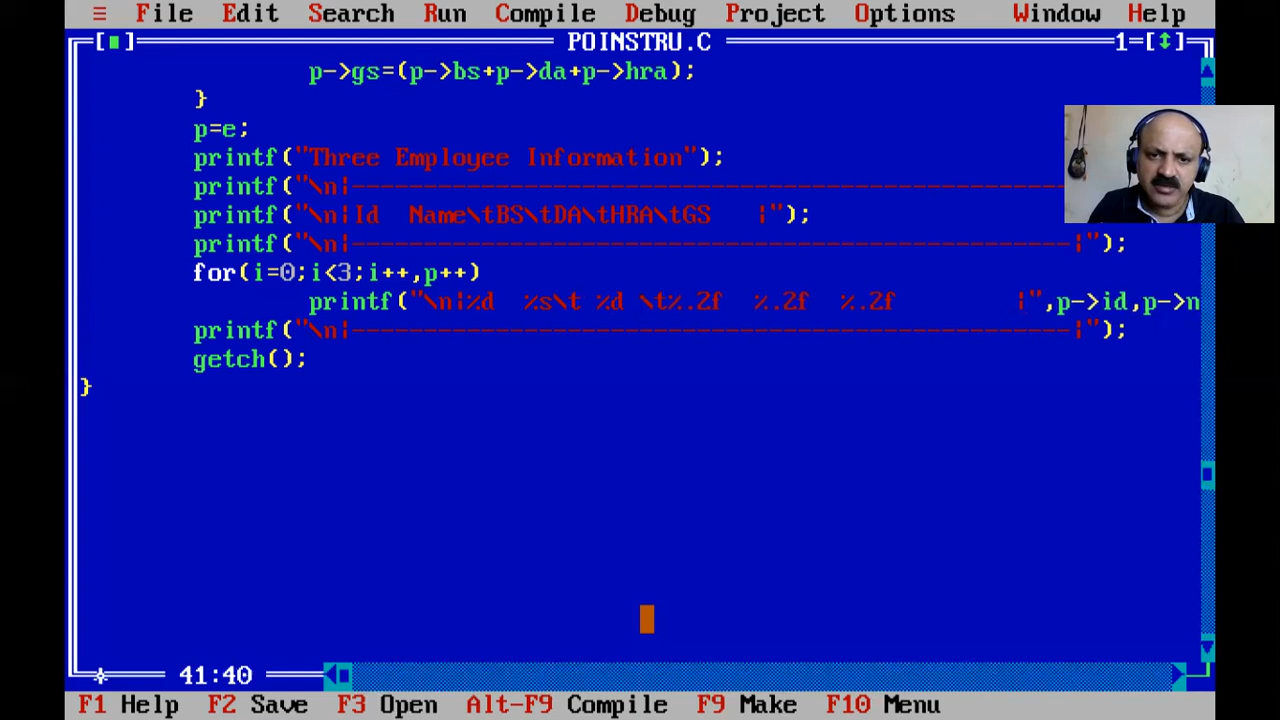 ≡ File Edit Search Run Compile Debug Project Options Window Help
[■] POINSTRU.C 1=[↕]
p->gs=(p->bs+p->da+p->hra);
}
p=e;
printf("Three Employee Information");
printf("\n|--------------------------------------------------
printf("\n|Id  Name\tBS\tDA\tHRA\tGS   |");
printf("\n|--------------------------------------------------|");
for(i=0;i<3;i++,p++)
printf("\n|%d  %s\t %d \t%.2f  %.2f  %.2f        |",p->id,p->n
printf("\n|--------------------------------------------------|");
getch();
}
41:40
F1 Help F2 Save F3 Open Alt-F9 Compile F9 Make F10 Menu